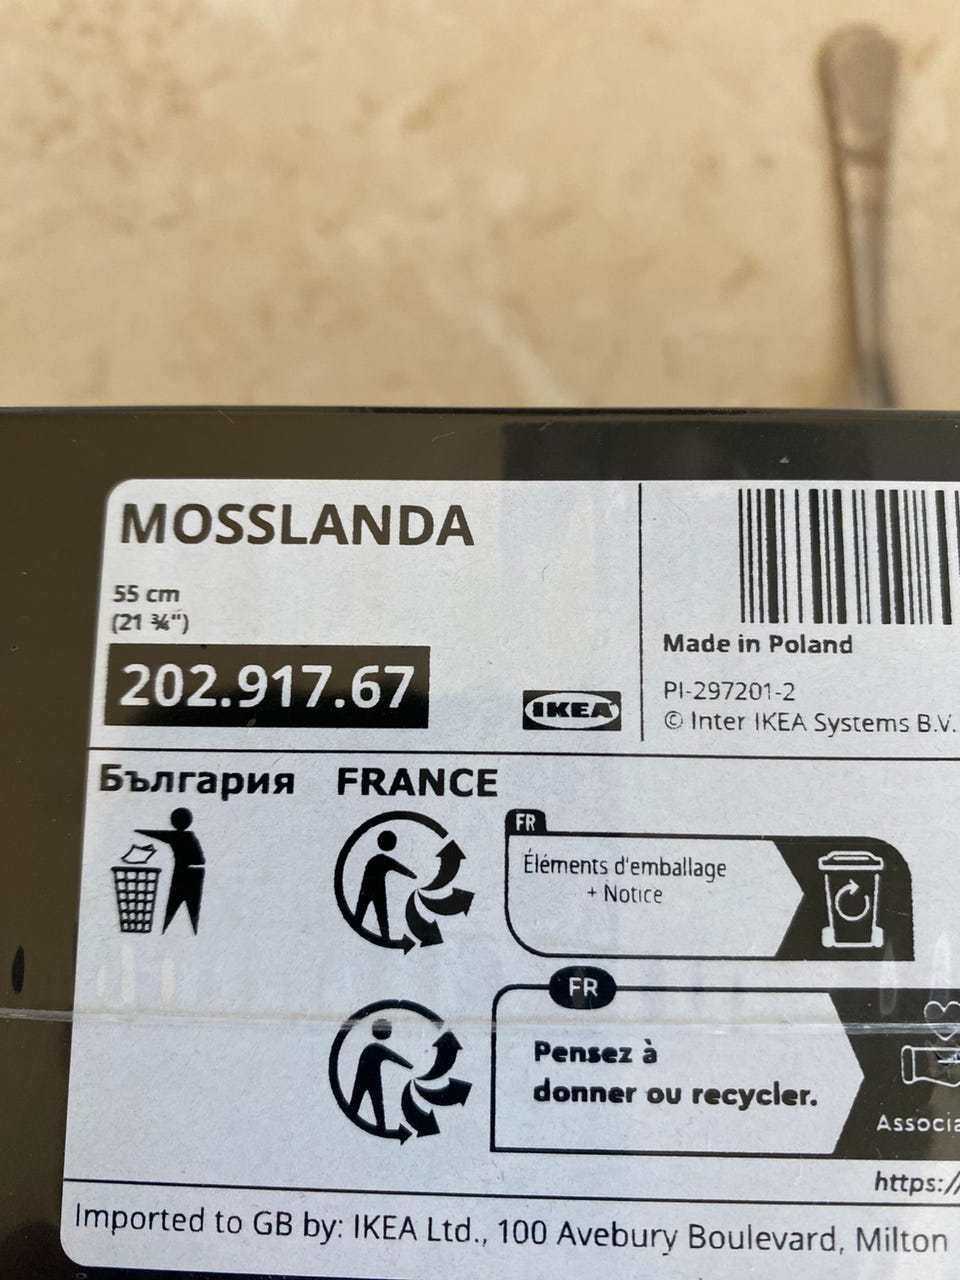 MOSSLANDA
55 cm
(21 ¾")
202.917.67
IKEA
Made in Poland
PI-297201-2
© Inter IKEA Systems B.V.
България
FRANCE
FR
Éléments d'emballage
+ Notice
FR
Pensez à
donner ou recycler.
Associa
https://
Imported to GB by: IKEA Ltd., 100 Avebury Boulevard, Milton